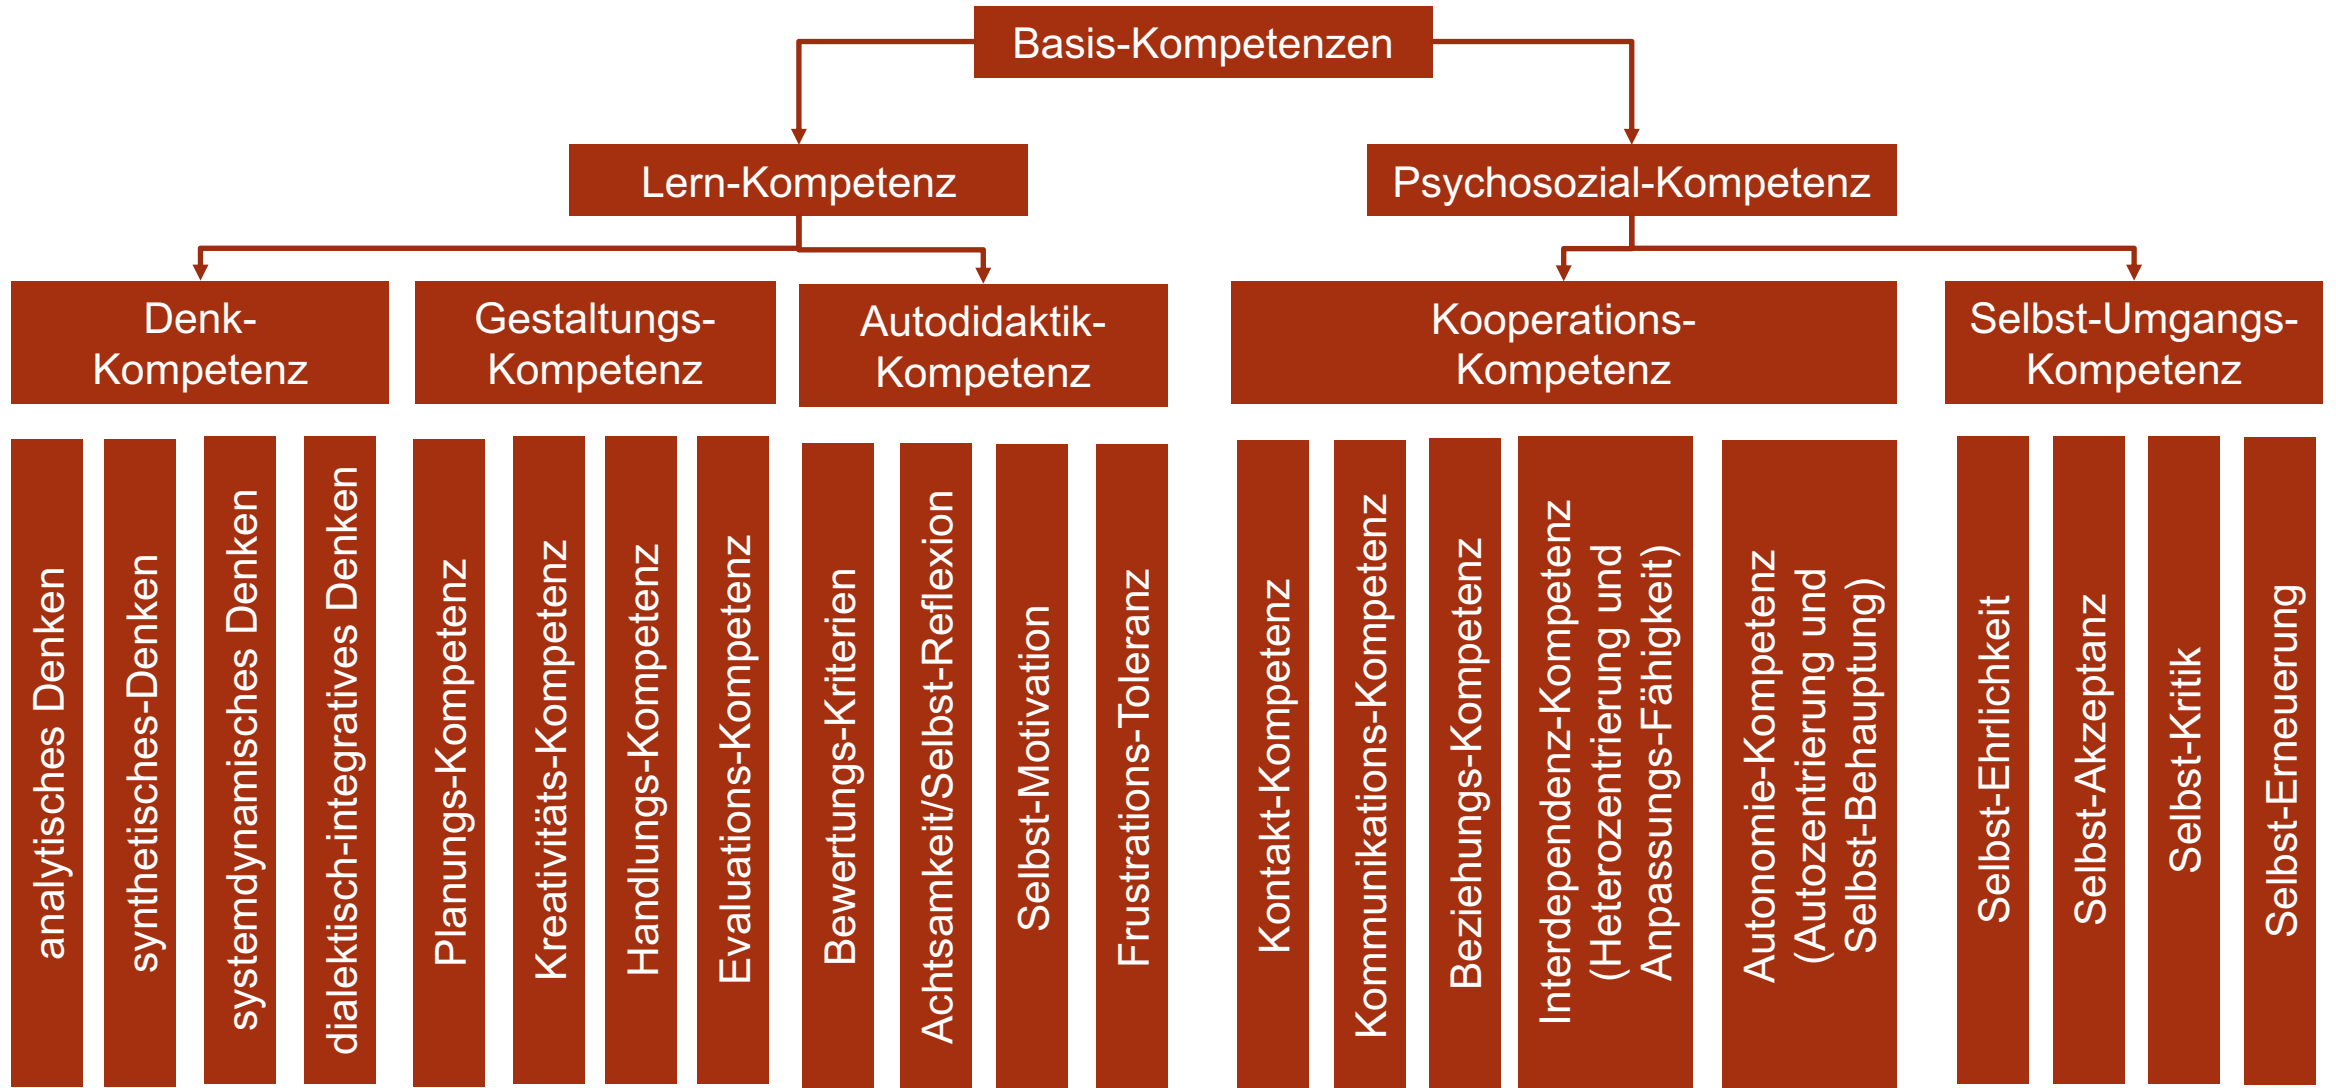 Basis-Kompetenzen
Lern-Kompetenz
Psychosozial-Kompetenz
Denk-
Kompetenz
Gestaltungs-
Kompetenz
Autodidaktik-
Kompetenz
Kooperations-
Kompetenz
Selbst-Umgangs-
Kompetenz
analytisches Denken
synthetisches-Denken
systemdynamisches Denken
dialektisch-integratives Denken
Planungs-Kompetenz
Kreativitäts-Kompetenz
Handlungs-Kompetenz
Evaluations-Kompetenz
Bewertungs-Kriterien
Achtsamkeit/Selbst-Reflexion
Selbst-Motivation
Frustrations-Toleranz
Kontakt-Kompetenz
Kommunikations-Kompetenz
Beziehungs-Kompetenz
Interdependenz-Kompetenz
(Heterozentrierung und
Anpassungs-Fähigkeit)
Autonomie-Kompetenz
(Autozentrierung und
Selbst-Behauptung)
Selbst-Ehrlichkeit
Selbst-Akzeptanz
Selbst-Kritik
Selbst-Erneuerung